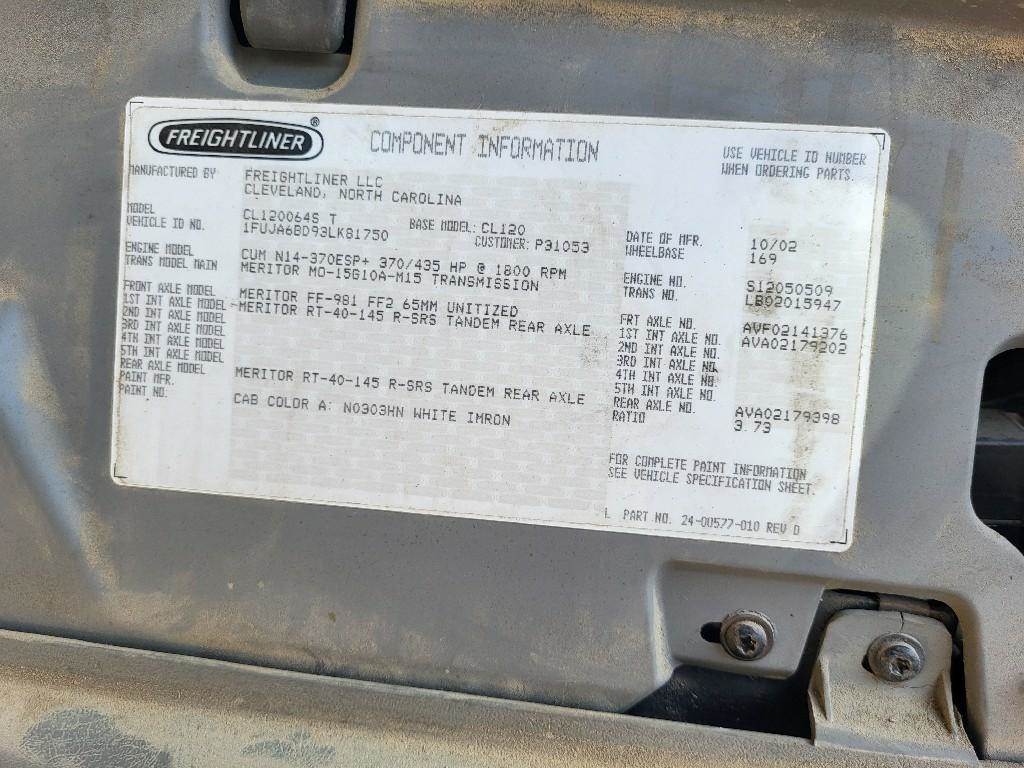 FREIGHTLINER® COMPONENT INFORMATION
USE VEHICLE ID NUMBER
WHEN ORDERING PARTS.
MANUFACTURED BY FREIGHTLINER LLC
CLEVELAND, NORTH CAROLINA
MODEL CL120064S T BASE MODEL: CL120
VEHICLE ID NO. 1FUJA6BD93LK81750 CUSTOMER: P31053
ENGINE MODEL CUM N14-370ESP+ 370/435 HP @ 1800 RPM
TRANS MODEL MAIN MERITOR MO-15G10A-M15 TRANSMISSION
FRONT AXLE MODEL MERITOR FF-981 FF2 65MM UNITIZED
1ST INT AXLE MODEL MERITOR RT-40-145 R-SRS TANDEM REAR AXLE
2ND INT AXLE MODEL
3RD INT AXLE MODEL
4TH INT AXLE MODEL
5TH INT AXLE MODEL
REAR AXLE MODEL MERITOR RT-40-145 R-SRS TANDEM REAR AXLE
PAINT MFR.
PAINT NO. CAB COLOR A: N0303HN WHITE IMRON
DATE OF MFR. 10/02
WHEELBASE 169
ENGINE NO. S12050509
TRANS NO. LB02015947
FRT AXLE NO. AVF02141376
1ST INT AXLE NO. AVA02179202
2ND INT AXLE NO.
3RD INT AXLE NO.
4TH INT AXLE NO.
5TH INT AXLE NO.
REAR AXLE NO. AVA02179398
RATIO 3.73
FOR COMPLETE PAINT INFORMATION
SEE VEHICLE SPECIFICATION SHEET.
L PART NO. 24-00577-010 REV D